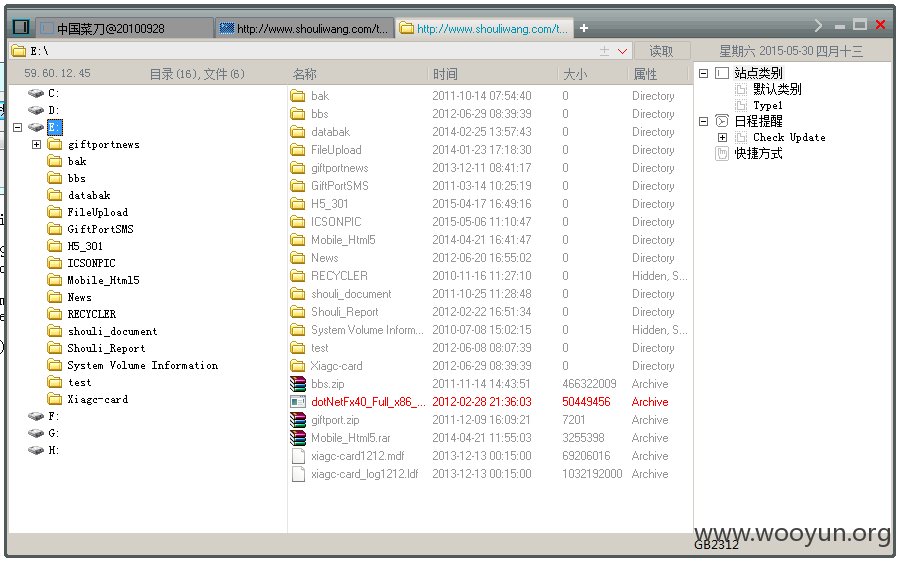 中国菜刀@20100928 http://www.shouliwang.com/t... http://www.shouliwang.com/t...
E:\ 读取 星期六 2015-05-30 四月十三
59.60.12.45 目录(16),文件(6) 名称 时间 大小 属性
C:
D:
E:
giftportnews
bak
bbs
databak
FileUpload
GiftPortSMS
H5_301
ICSONPIC
Mobile_Html5
News
RECYCLER
shouli_document
Shouli_Report
System Volume Information
test
Xiagc-card
F:
G:
H:
bak 2011-10-14 07:54:40 0 Directory
bbs 2012-06-29 08:39:39 0 Directory
databak 2014-02-25 13:57:43 0 Directory
FileUpload 2014-01-23 17:18:30 0 Directory
giftportnews 2013-12-11 08:41:17 0 Directory
GiftPortSMS 2011-03-14 10:25:19 0 Directory
H5_301 2015-04-17 16:49:16 0 Directory
ICSONPIC 2015-05-06 11:10:47 0 Directory
Mobile_Html5 2014-04-21 16:41:47 0 Directory
News 2012-06-20 16:55:02 0 Directory
RECYCLER 2010-11-16 11:27:10 0 Hidden, S...
shouli_document 2011-10-25 11:28:48 0 Directory
Shouli_Report 2012-02-22 16:51:34 0 Directory
System Volume Inform... 2010-07-08 15:02:15 0 Hidden, S...
test 2012-06-08 08:07:39 0 Directory
Xiagc-card 2012-06-29 08:39:39 0 Directory
bbs.zip 2011-11-14 14:43:51 466322009 Archive
dotNetFx40_Full_x86_... 2012-02-28 21:36:03 50449456 Archive
giftport.zip 2011-12-09 16:09:21 7201 Archive
Mobile_Html5.rar 2014-04-21 11:55:03 3255398 Archive
xiagc-card1212.mdf 2013-12-13 00:15:00 69206016 Archive
xiagc-card_log1212.ldf 2013-12-13 00:15:00 1032192000 Archive
站点类别
默认类别
Type1
日程提醒
Check Update
快捷方式
www.wooyun.org
GB2312